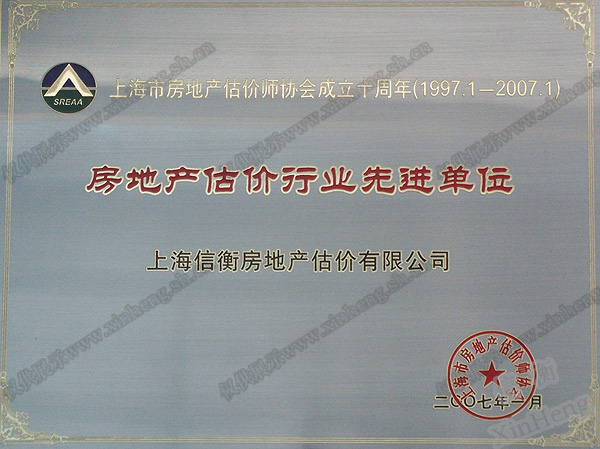 SREAA
上海市房地产估价师协会成立十周年(1997.1—2007.1)
房地产估价行业先进单位
上海信衡房地产估价有限公司
上海市房地产估价师协会
二〇〇七年一月
XinHeng